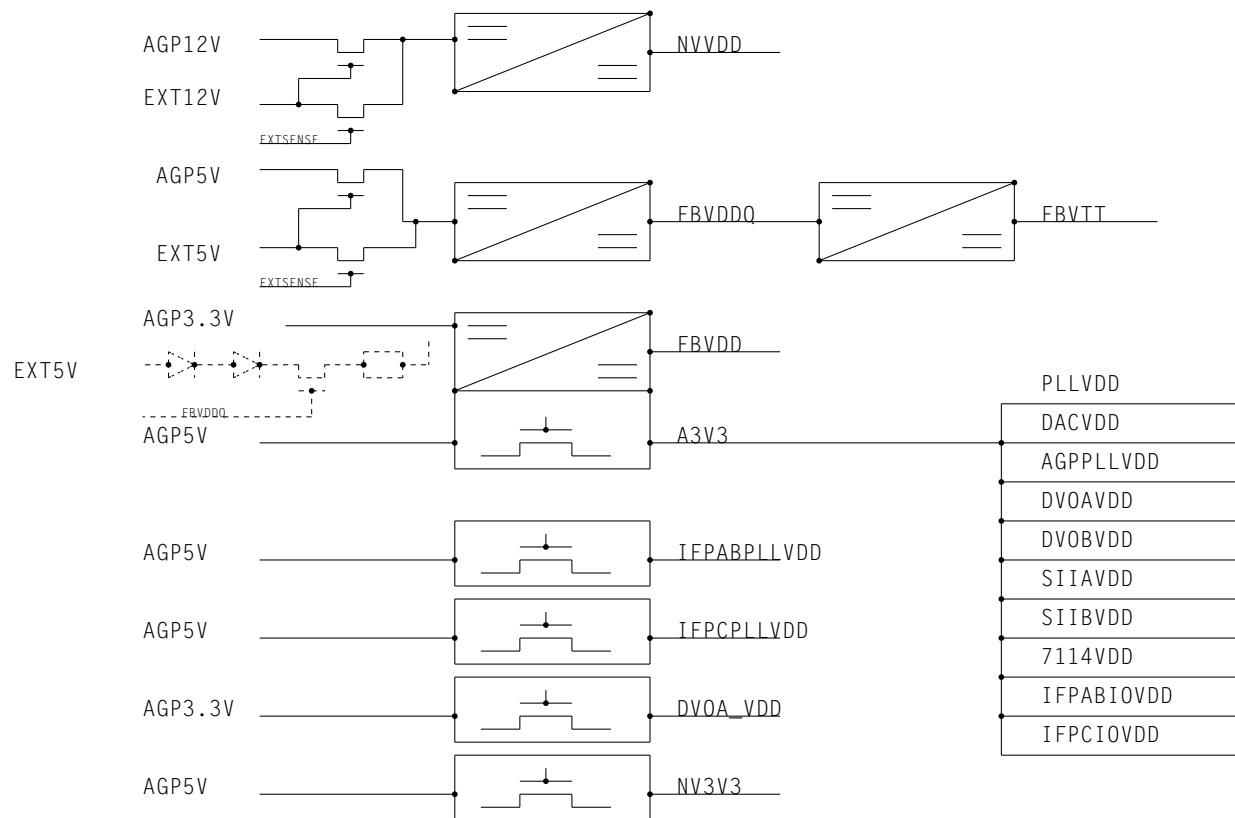 AGP12V
NVVDD
EXT12V
EXTSENSE
AGP5V
FBVDDQ
FBVTT
EXT5V
EXTSENSE
AGP3.3V
FBVDD
EXT5V
PLLVDD
FBVDDQ
DACVDD
AGP5V
A3V3
AGPPLLVDD
DVOAVDD
DVOBVDD
AGP5V
IFPABPLLVDD
SIIAVDD
SIIBVDD
AGP5V
IFPCPLLVDD
7114VDD
IFPABIOVDD
AGP3.3V
DVOA_VDD
IFPCIOVDD
AGP5V
NV3V3